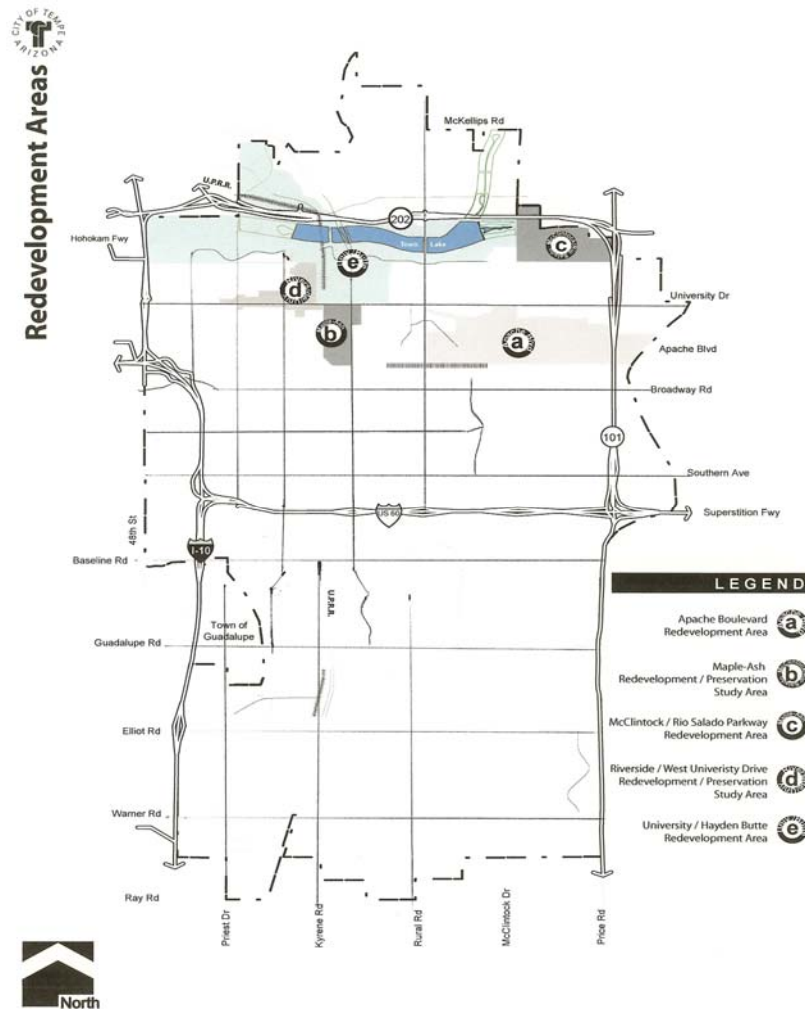 CITY OF TEMPE
ARIZONA
Redevelopment Areas
McKellips Rd
U.P.R.R.
202
Hohokam Fwy
Town Lake
c
e
d
University Dr
b
a
Apache Blvd
Broadway Rd
101
Southern Ave
48th St
US 60
Superstition Fwy
I-10
Baseline Rd
U.P.R.R.
Town of
Guadalupe
Guadalupe Rd
Elliot Rd
Warner Rd
Ray Rd
Priest Dr
Kyrene Rd
Rural Rd
McClintock Dr
Price Rd
LEGEND
Apache Boulevard
Redevelopment Area
a
Maple-Ash
Redevelopment / Preservation
Study Area
b
McClintock / Rio Salado Parkway
Redevelopment Area
c
Riverside / West Univeristy Drive
Redevelopment / Preservation
Study Area
d
University / Hayden Butte
Redevelopment Area
e
North